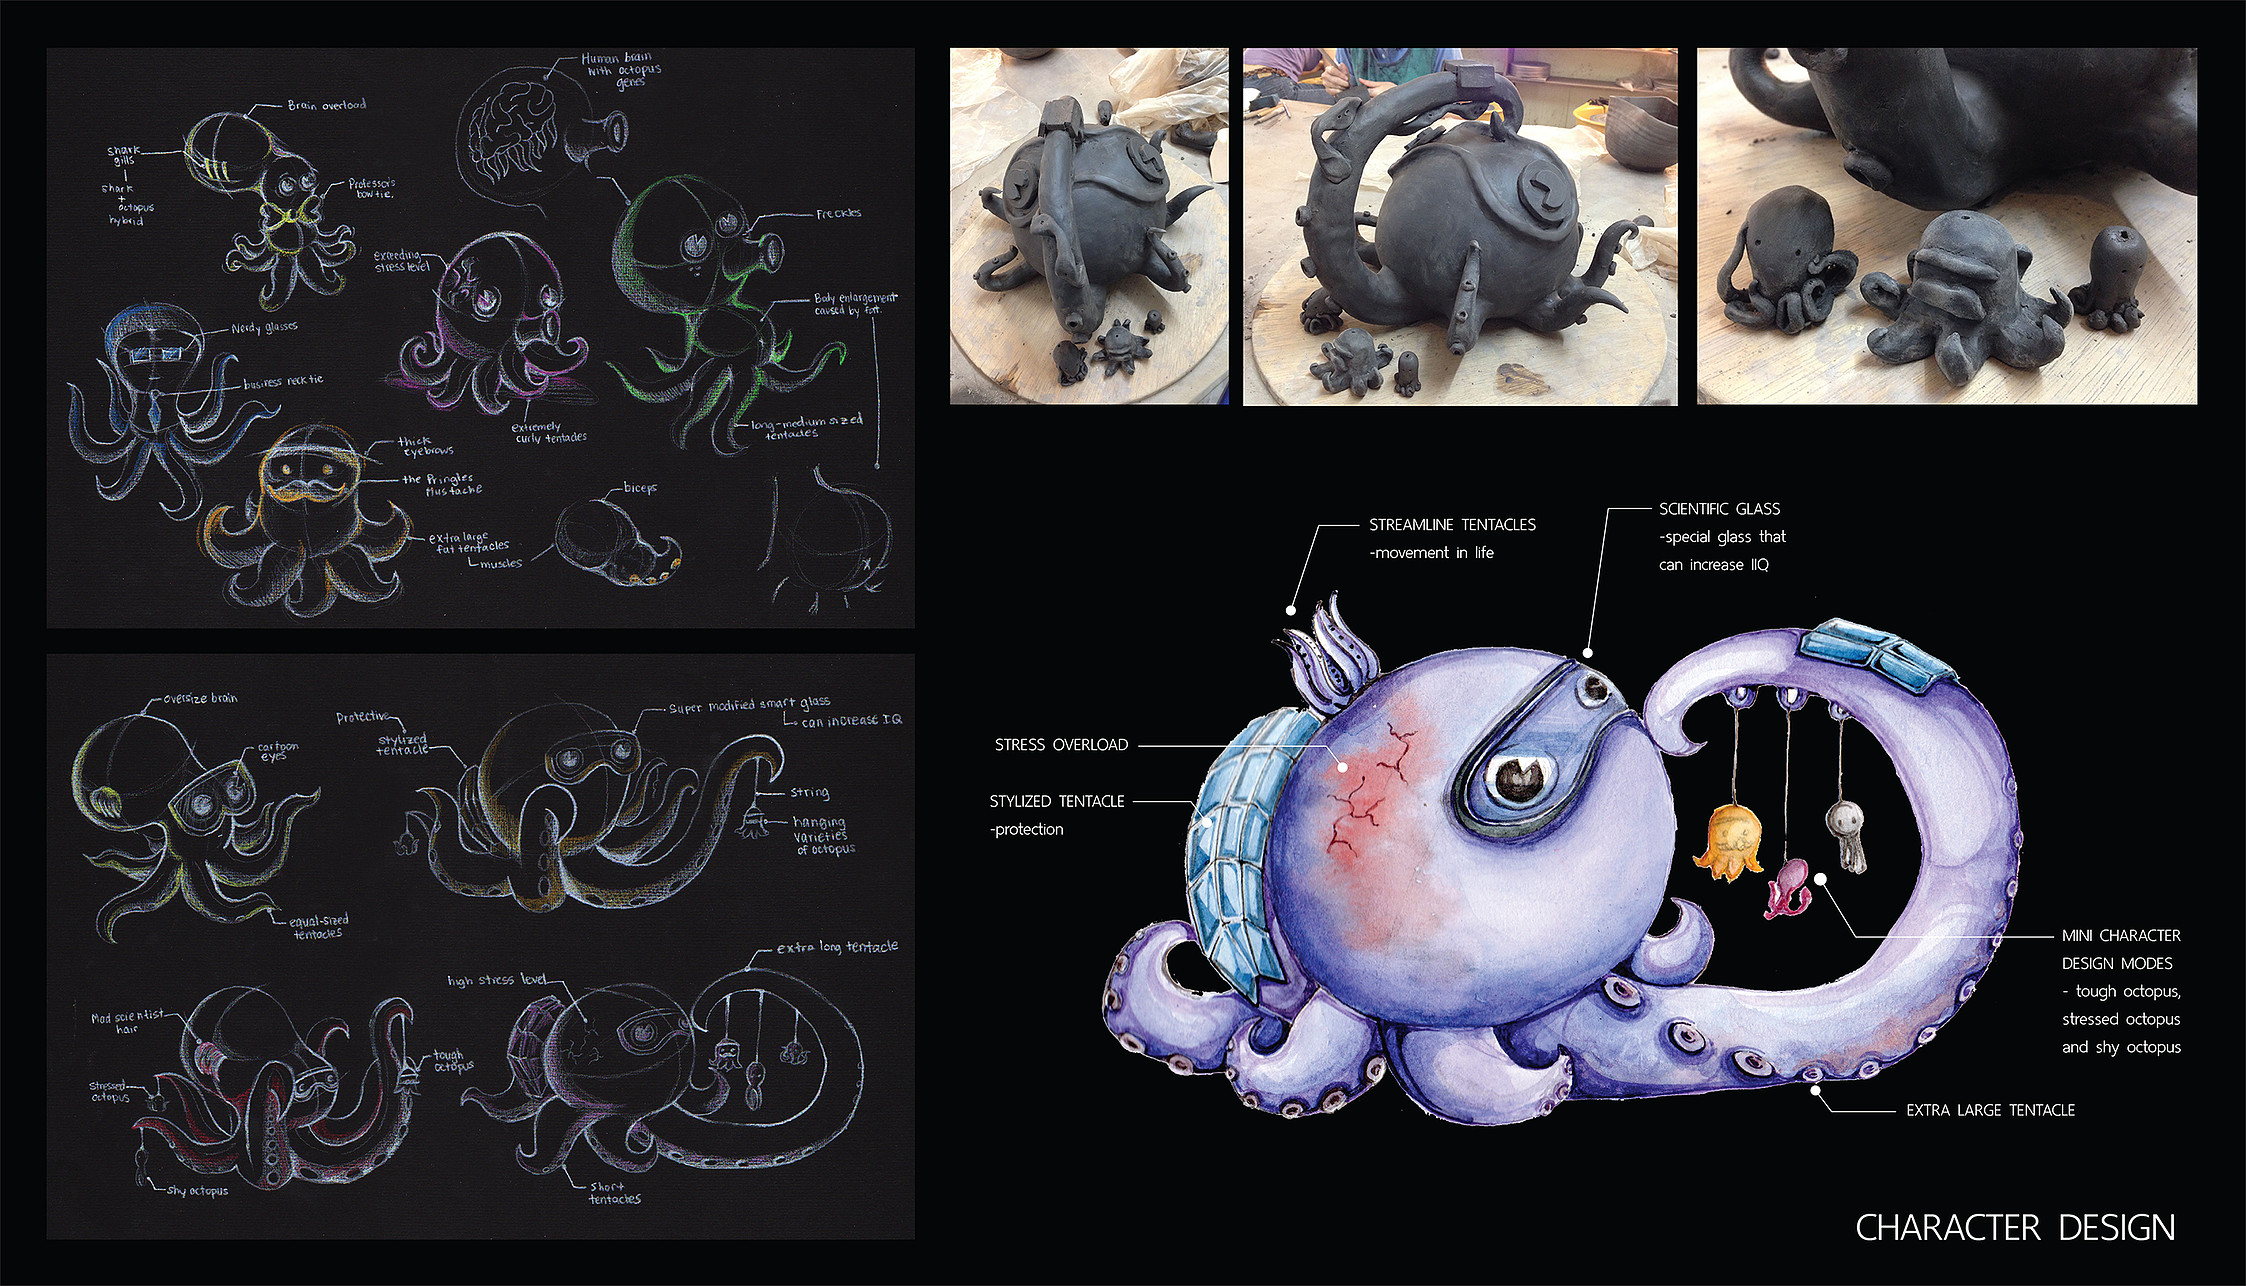 Human brain
with octopus
genes
Brain overload
shark
gills
shark
+
octopus
hybrid
Professor's
bow tie.
Freckles
exceeding
stress level
Body enlargement
caused by fat.
Nerdy glasses
business neck tie
extremely
curly tentacles
long-medium sized
tentacles
thick
eyebrows
the Pringles
Mustache
extra large
fat tentacles
muscles
biceps
x
oversize brain
cartoon
eyes
equal-sized
tentacles
Protective
stylized
tentacle
Super modified smart glass
can increase IQ
string
hanging
varieties
of octopus
Mad scientist
hair
stressed
octopus
tough
octopus
shy octopus
high stress level
extra long tentacle
short
tentacles
STREAMLINE TENTACLES
-movement in life
SCIENTIFIC GLASS
-special glass that
can increase IIQ
STRESS OVERLOAD
STYLIZED TENTACLE
-protection
MINI CHARACTER
DESIGN MODES
- tough octopus,
stressed octopus
and shy octopus
EXTRA LARGE TENTACLE
CHARACTER DESIGN